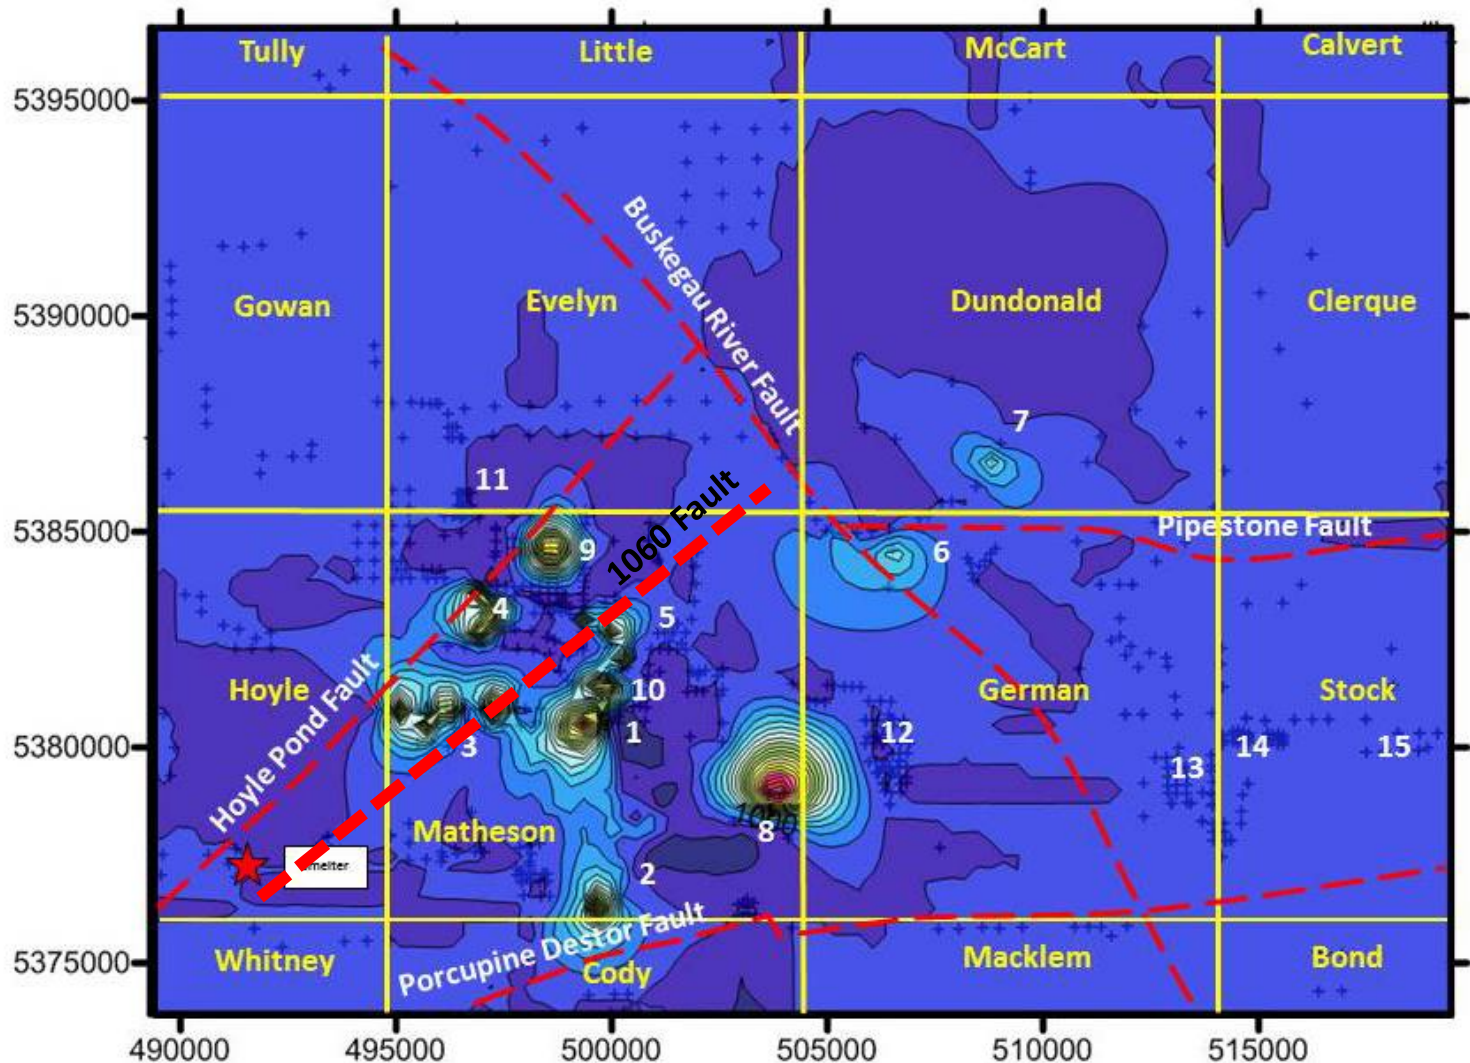 Tully
Little
McCart
Calvert
5395000
Buskegau River Fault
5390000
Gowan
Evelyn
Dundonald
Clerque
7
11
5385000
1060 Fault
Pipestone Fault
9
6
4
5
Hoyle
10
German
Stock
Hoyle Pond Fault
3
1
12
14
15
5380000
13
1000
Matheson
8
2
Porcupine Destor Fault
5375000
Whitney
Cody
Macklem
Bond
490000
495000
500000
505000
510000
515000